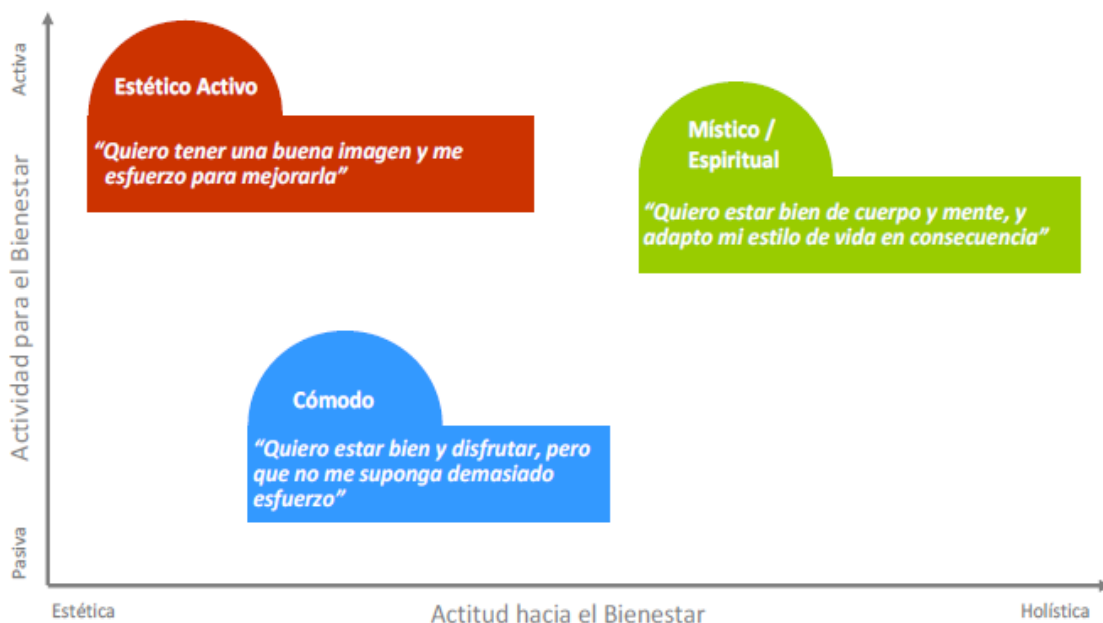 Activa
Actividad para el Bienestar
Pasiva
Estético Activo
“Quiero tener una buena imagen y me
esfuerzo para mejorarla”
Místico /
Espiritual
“Quiero estar bien de cuerpo y mente, y
adapto mi estilo de vida en consecuencia”
Cómodo
“Quiero estar bien y disfrutar, pero
que no me suponga demasiado
esfuerzo”
Estética
Actitud hacia el Bienestar
Holística